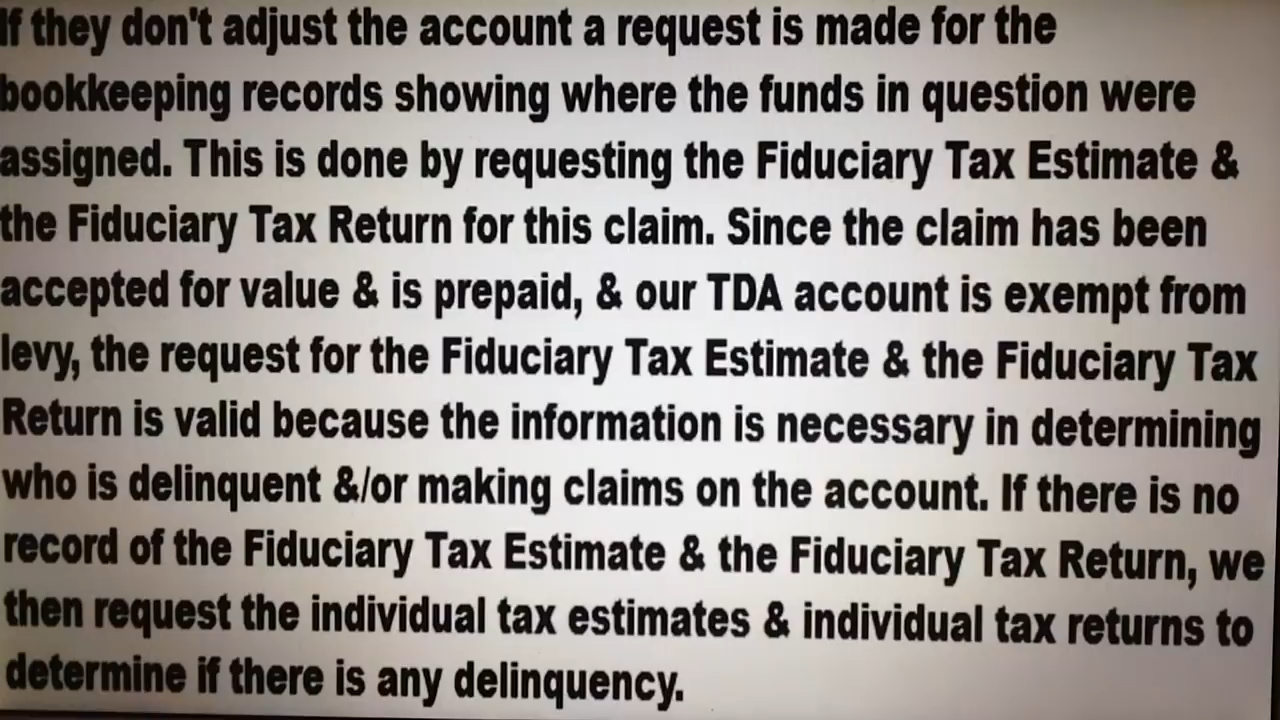 If they don't adjust the account a request is made for the
bookkeeping records showing where the funds in question were
assigned. This is done by requesting the Fiduciary Tax Estimate &
the Fiduciary Tax Return for this claim. Since the claim has been
accepted for value & is prepaid, & our TDA account is exempt from
levy, the request for the Fiduciary Tax Estimate & the Fiduciary Tax
Return is valid because the information is necessary in determining
who is delinquent &/or making claims on the account. If there is no
record of the Fiduciary Tax Estimate & the Fiduciary Tax Return, we
then request the individual tax estimates & individual tax returns to
determine if there is any delinquency.